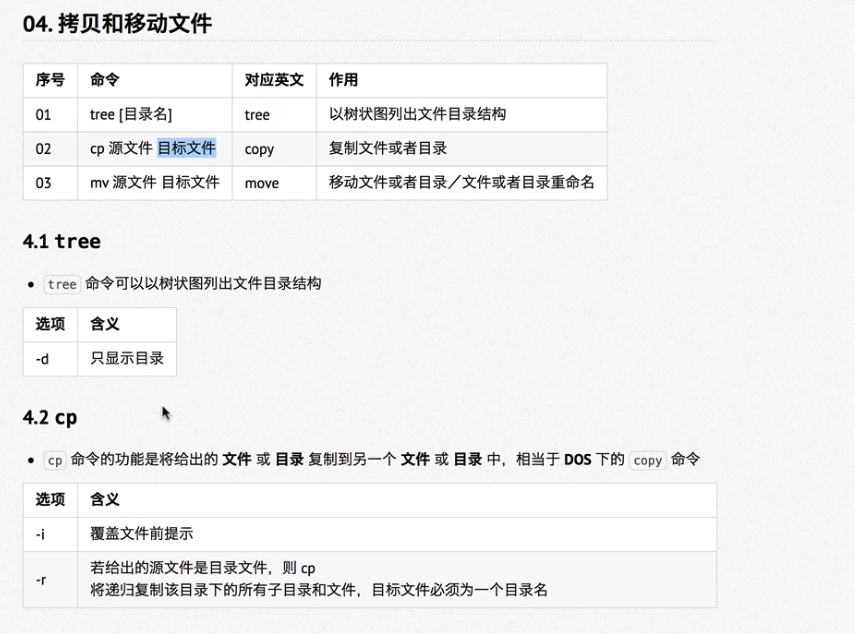 04. 拷贝和移动文件
序号 命令 对应英文 作用
01 tree [目录名] tree 以树状图列出文件目录结构
02 cp 源文件 目标文件 copy 复制文件或者目录
03 mv 源文件 目标文件 move 移动文件或者目录／文件或者目录重命名
4.1 tree
• tree 命令可以以树状图列出文件目录结构
选项 含义
-d 只显示目录
4.2 cp
• cp 命令的功能是将给出的 文件 或 目录 复制到另一个 文件 或 目录 中，相当于 DOS 下的 copy 命令
选项 含义
-i 覆盖文件前提示
-r 若给出的源文件是目录文件，则 cp
将递归复制该目录下的所有子目录和文件，目标文件必须为一个目录名